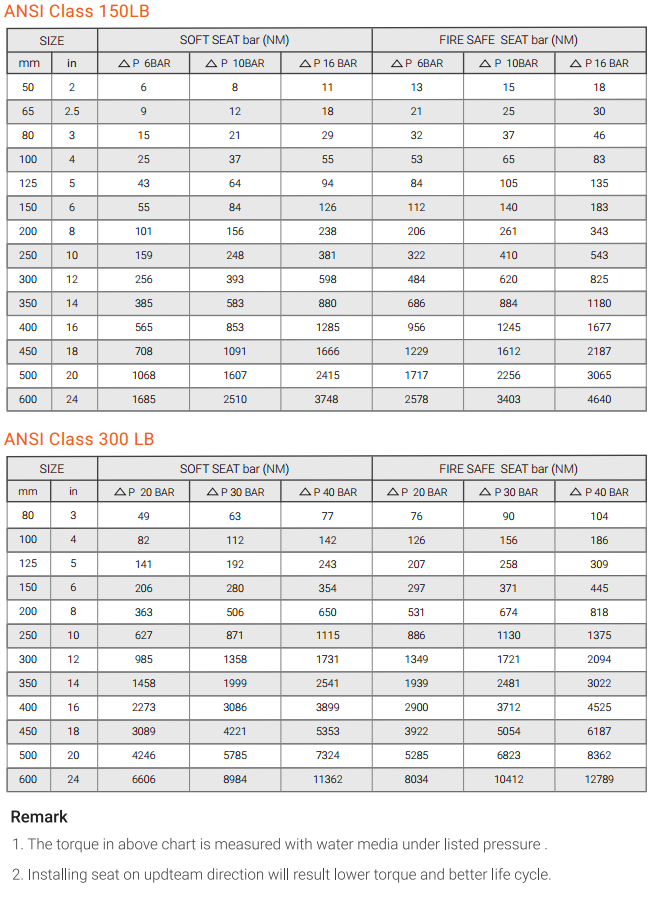 ANSI Class 150LB
SIZE SOFT SEAT bar (NM) FIRE SAFE SEAT bar (NM)
mm in △ P 6BAR △ P 10BAR △ P 16 BAR △ P 6BAR △ P 10BAR △ P 16 BAR
50 2 6 8 11 13 15 18
65 2.5 9 12 18 21 25 30
80 3 15 21 29 32 37 46
100 4 25 37 55 53 65 83
125 5 43 64 94 84 105 135
150 6 55 84 126 112 140 183
200 8 101 156 238 206 261 343
250 10 159 248 381 322 410 543
300 12 256 393 598 484 620 825
350 14 385 583 880 686 884 1180
400 16 565 853 1285 956 1245 1677
450 18 708 1091 1666 1229 1612 2187
500 20 1068 1607 2415 1717 2256 3065
600 24 1685 2510 3748 2578 3403 4640
ANSI Class 300 LB
SIZE SOFT SEAT bar (NM) FIRE SAFE SEAT bar (NM)
mm in △ P 20 BAR △ P 30 BAR △ P 40 BAR △ P 20 BAR △ P 30 BAR △ P 40 BAR
80 3 49 63 77 76 90 104
100 4 82 112 142 126 156 186
125 5 141 192 243 207 258 309
150 6 206 280 354 297 371 445
200 8 363 506 650 531 674 818
250 10 627 871 1115 886 1130 1375
300 12 985 1358 1731 1349 1721 2094
350 14 1458 1999 2541 1939 2481 3022
400 16 2273 3086 3899 2900 3712 4525
450 18 3089 4221 5353 3922 5054 6187
500 20 4246 5785 7324 5285 6823 8362
600 24 6606 8984 11362 8034 10412 12789
Remark
1. The torque in above chart is measured with water media under listed pressure .
2. Installing seat on updteam direction will result lower torque and better life cycle.